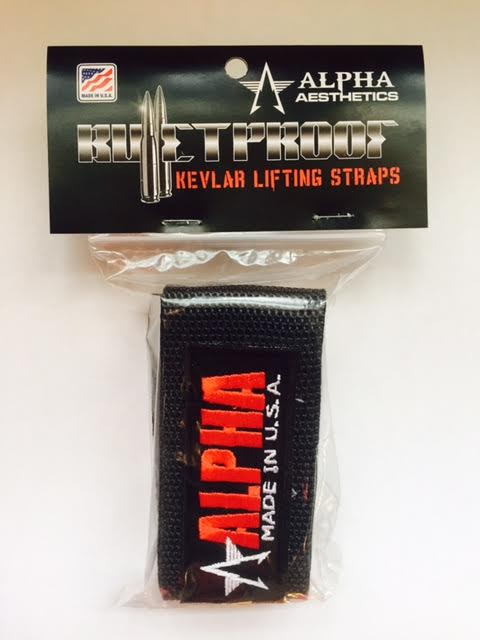 MADE IN U.S.A.
ALPHA
AESTHETICS
BULLETPROOF
KEVLAR LIFTING STRAPS
ALPHA
MADE IN U.S.A.